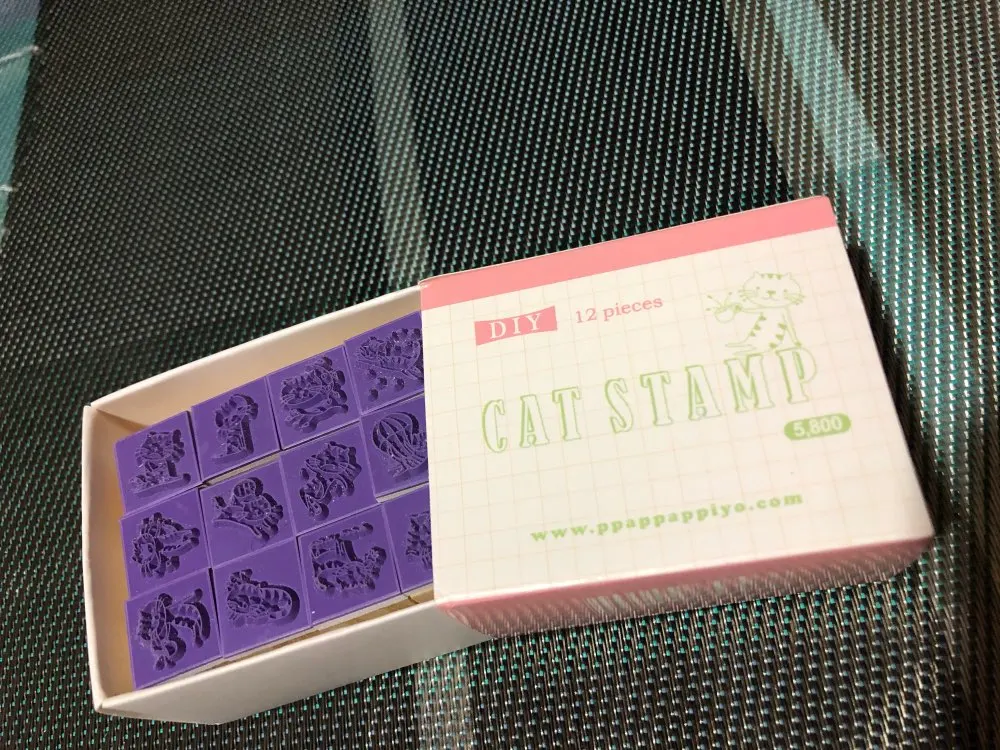 DIY 12 pieces
CAT STAMP
5,800
www.ppappappiyo.com